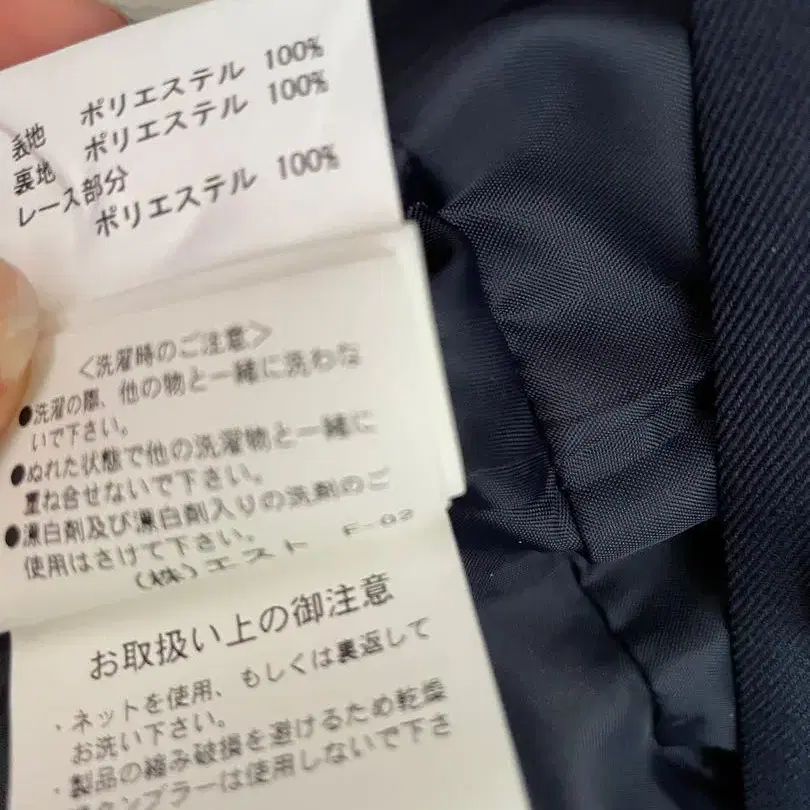 表地 ポリエステル 100%
裏地 ポリエステル 100%
レース部分
ポリエステル 100%
<洗濯時のご注意>
●洗濯の際、他の物と一緒に洗わな
いで下さい。
●ぬれた状態で他の洗濯物と一緒に
重ね合せないで下さい。
●漂白剤及び漂白剤入りの洗剤のご
使用はさけて下さい。
(株)エスト F-02
お取扱い上の御注意
・ネットを使用、もしくは裏返して
お洗い下さい。
・製品の縮み破損を避けるため乾燥
タンブラーは使用しないで下さ